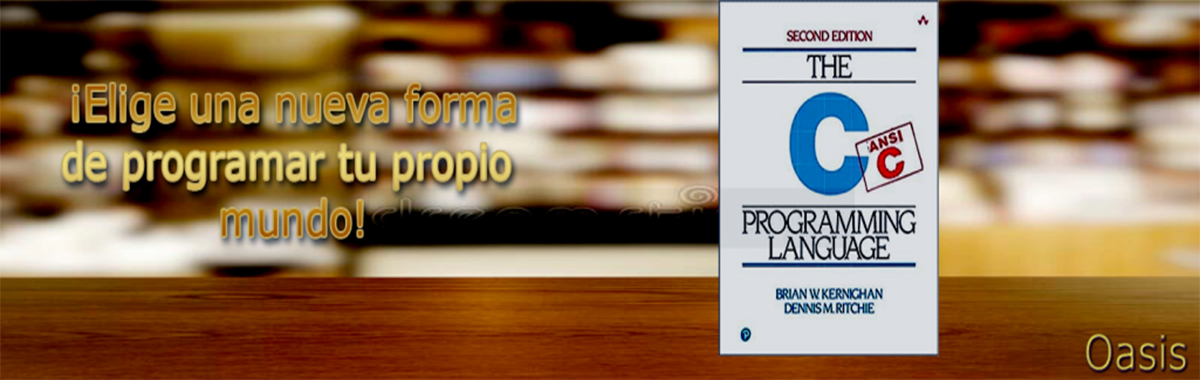 ¡Elige una nueva forma
de programar tu propio
mundo!
SECOND EDITION
THE
C
ANSI
C
PROGRAMMING
LANGUAGE
BRIAN W. KERNIGHAN
DENNIS M. RITCHIE
P
Oasis